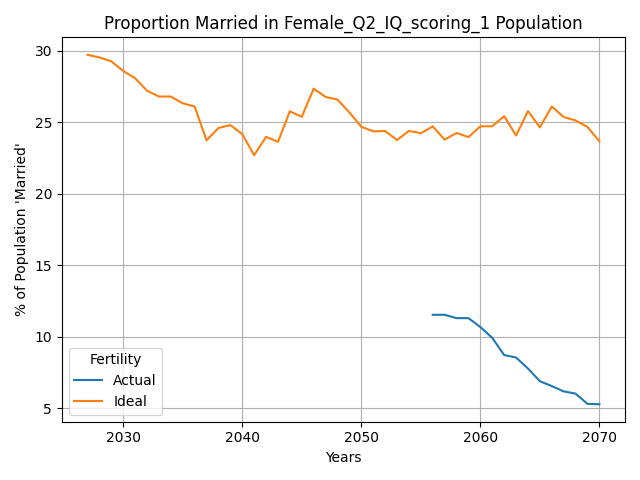 Proportion Married in Female_Q2_IQ_scoring_1 Population
% of Population 'Married'
30
25
20
15
10
5
Fertility
Actual
Ideal
2030 2040 2050 2060 2070
Years